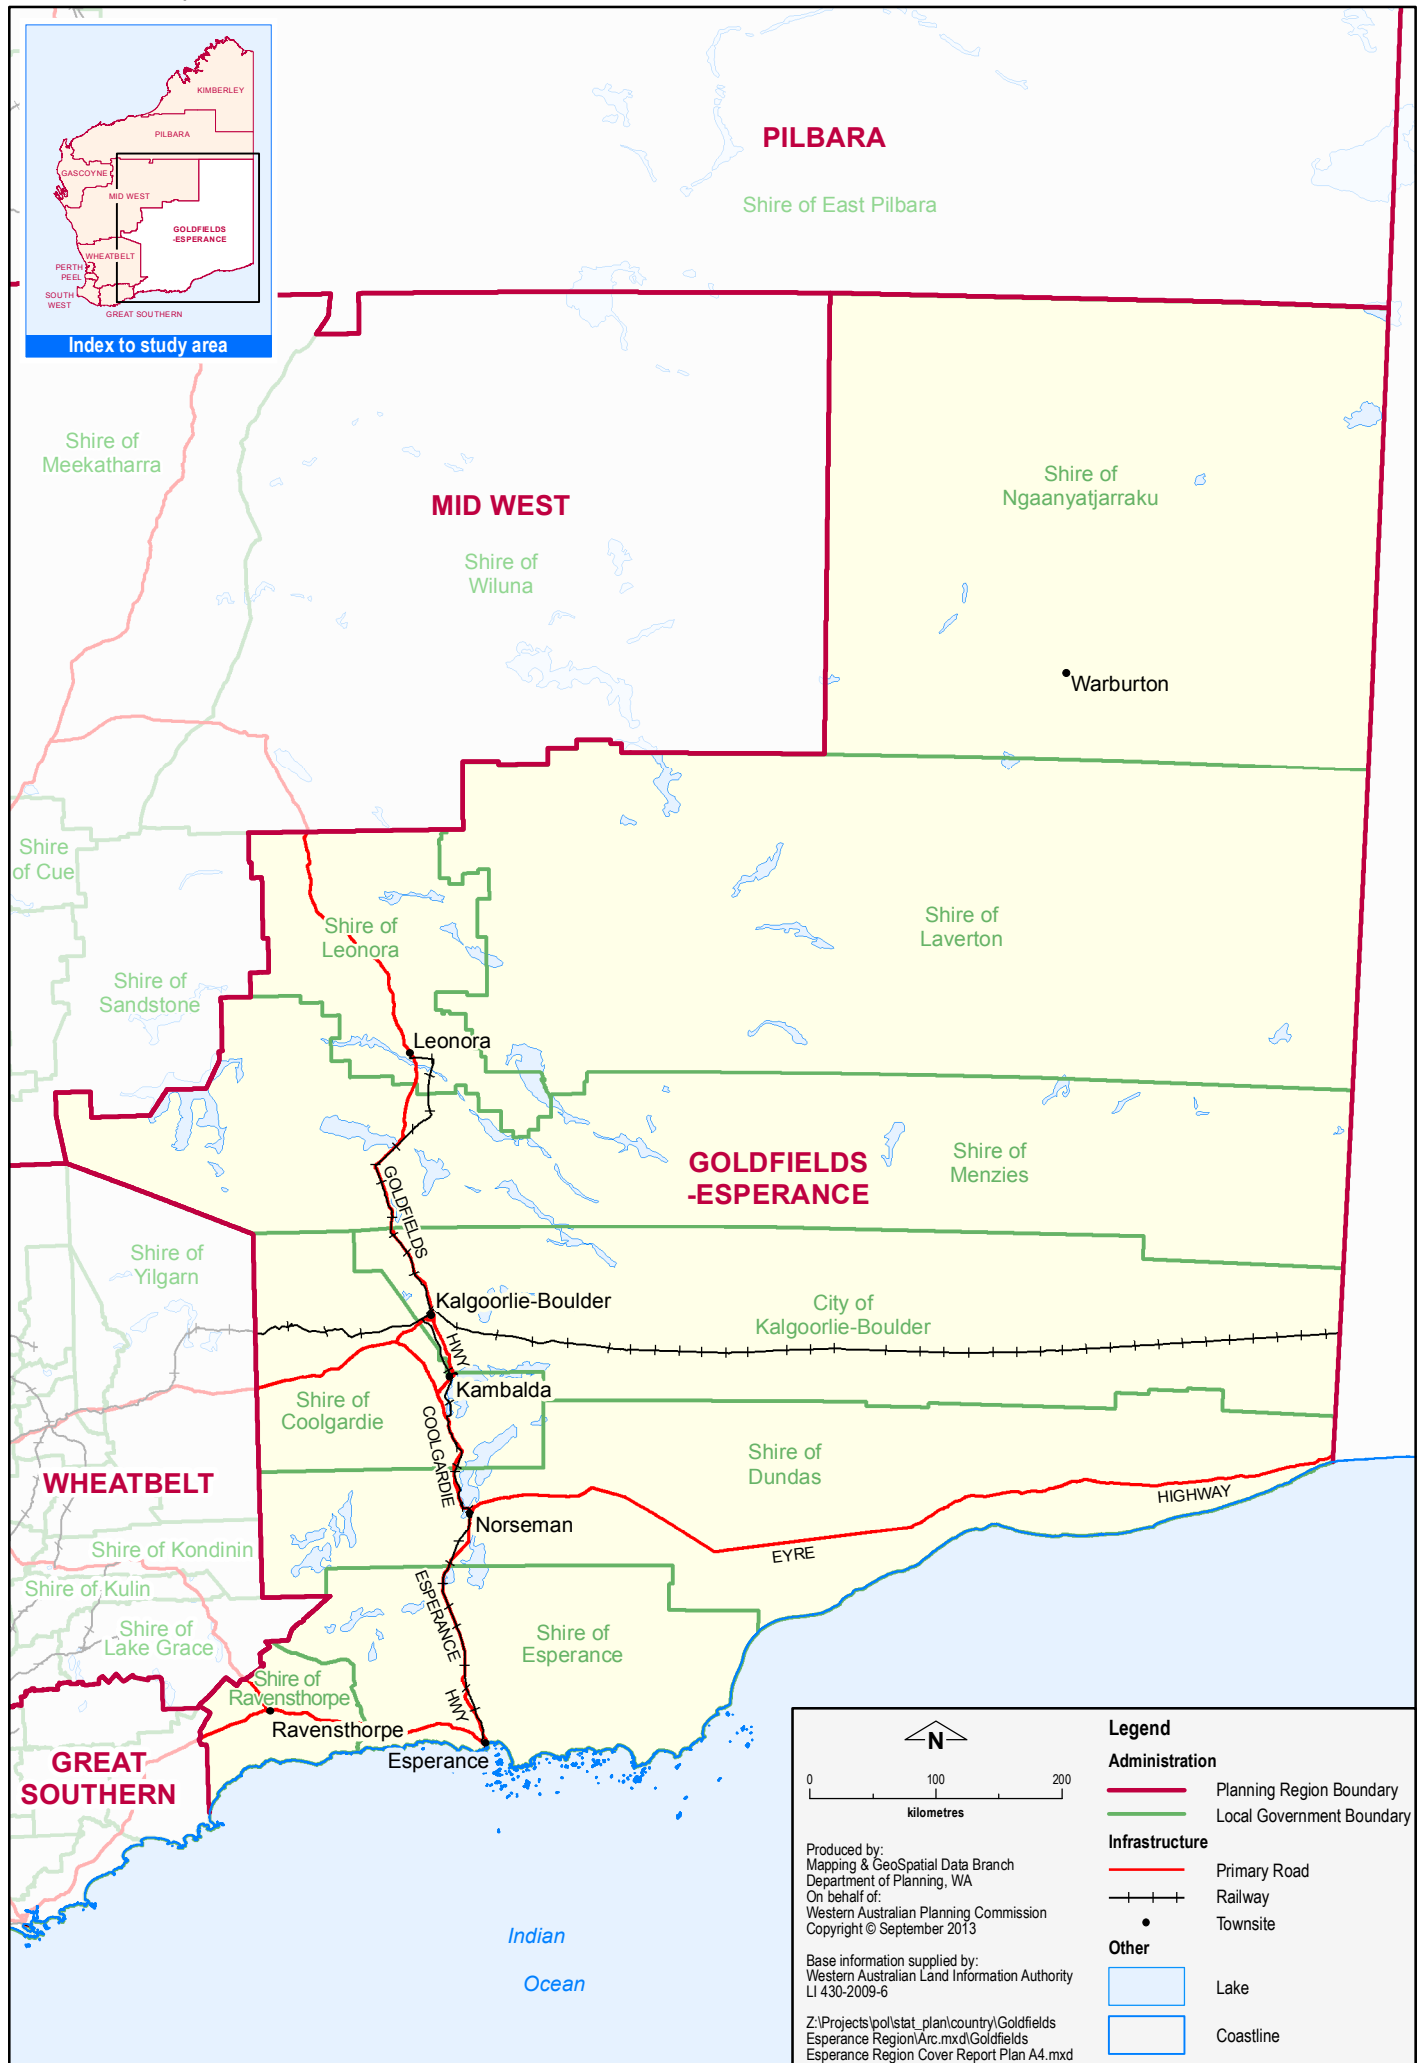 KIMBERLEY
PILBARA
GASCOYNE
MID WEST
GOLDFIELDS
-ESPERANCE
WHEATBELT
PERTH
PEEL
SOUTH
WEST
GREAT SOUTHERN
Index to study area
PILBARA
Shire of East Pilbara
Shire of
Meekatharra
MID WEST
Shire of
Wiluna
Shire of
Ngaanyatjarraku
Warburton
Shire
of Cue
Shire of
Sandstone
Shire of
Leonora
Shire of
Laverton
Leonora
GOLDFIELDS
-ESPERANCE
Shire of
Menzies
GOLDFIELDS
HWY
Shire of
Yilgarn
Kalgoorlie-Boulder
City of
Kalgoorlie-Boulder
Kambalda
Shire of
Coolgardie
COOLGARDIE
Shire of
Dundas
WHEATBELT
HIGHWAY
Norseman
EYRE
Shire of Kondinin
Shire of Kulin
Shire of
Lake Grace
ESPERANCE
HWY
Shire of
Esperance
Shire of
Ravensthorpe
Ravensthorpe
Esperance
GREAT
SOUTHERN
Indian
Ocean
N
0 100 200
kilometres
Produced by:
Mapping & GeoSpatial Data Branch
Department of Planning, WA
On behalf of:
Western Australian Planning Commission
Copyright © September 2013
Base information supplied by:
Western Australian Land Information Authority
LI 430-2009-6
Z:\Projects\pol\stat_plan\country\Goldfields
Esperance Region\Arc.mxd\Goldfields
Esperance Region Cover Report Plan A4.mxd
Legend
Administration
Planning Region Boundary
Local Government Boundary
Infrastructure
Primary Road
Railway
Townsite
Other
Lake
Coastline